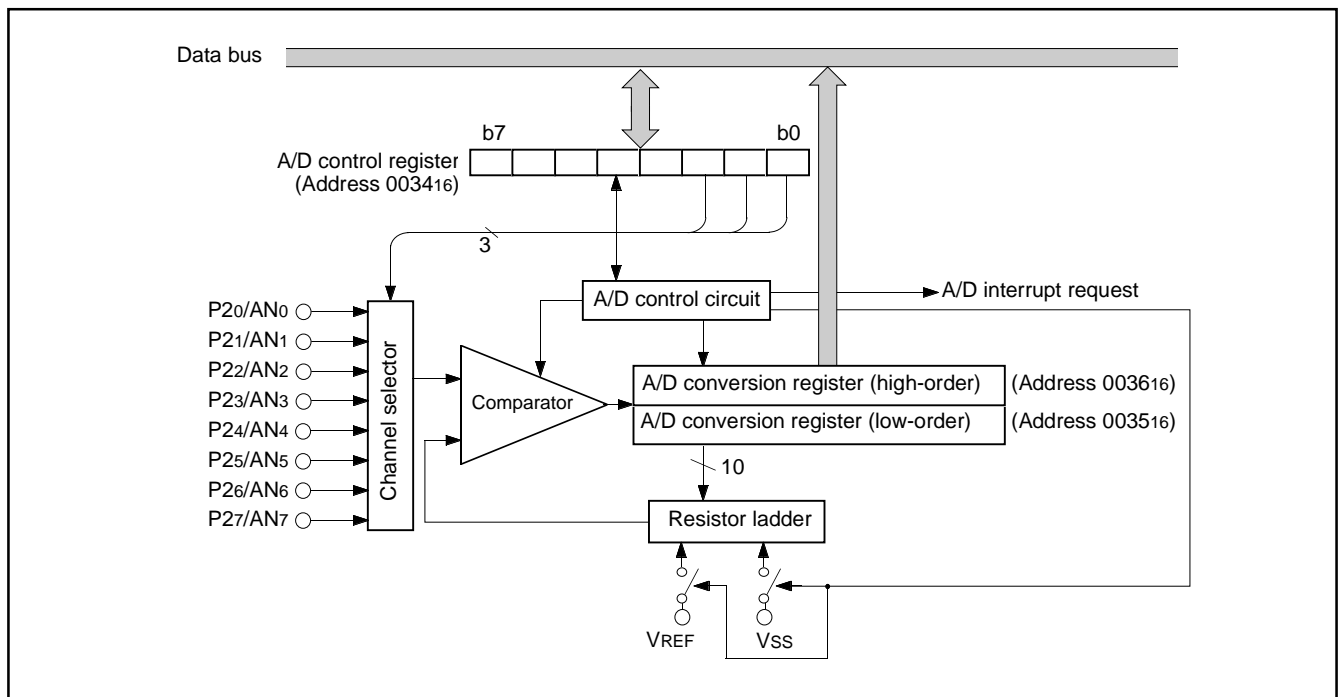 Data bus
b7
b0
A/D control register
(Address 003416)
3
A/D control circuit
A/D interrupt request
P20/AN0
P21/AN1
P22/AN2
P23/AN3
P24/AN4
P25/AN5
P26/AN6
P27/AN7
Channel selector
Comparator
A/D conversion register (high-order)
(Address 003616)
A/D conversion register (low-order)
(Address 003516)
10
Resistor ladder
VREF
VSS